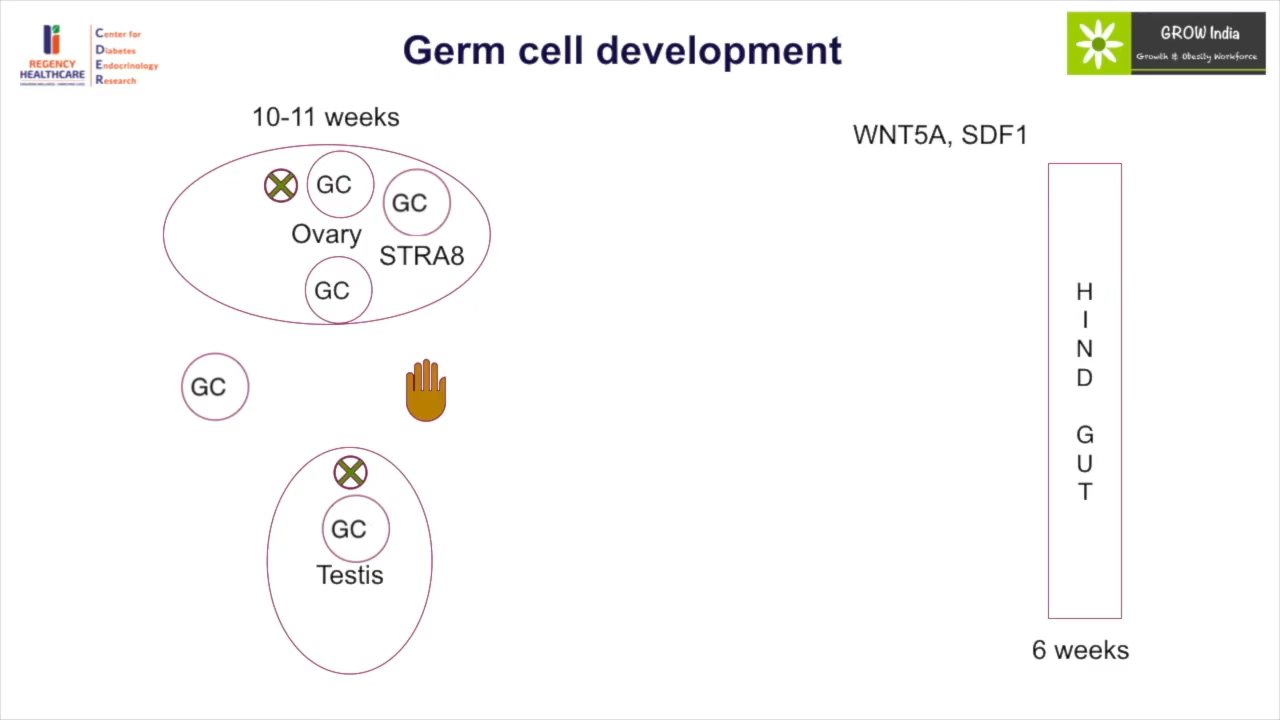 REGENCY
HEALTHCARE
Center for
Diabetes
Endocrinology
Research
Germ cell development
GROW India
Growth & Obesity Workforce
10-11 weeks
WNT5A, SDF1
GC
GC
Ovary
STRA8
GC
GC
GC
Testis
H
I
N
D
G
U
T
6 weeks